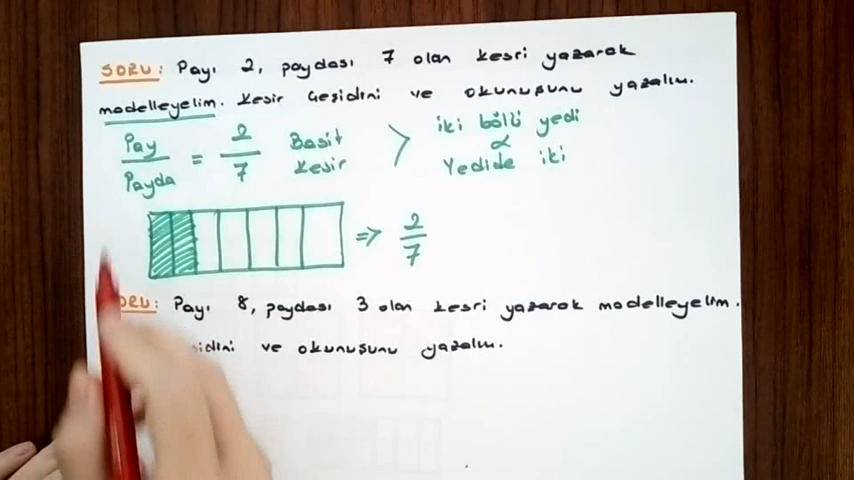 SORU: Payı 2, paydası 7 olan kesri yazarak
modelleyelim. Kesir çeşidini ve okunuşunu yazalım.
Pay / Payda = 2/7 Basit Kesir > iki bölü yedi
Yedide iki
=> 2/7
SORU: Payı 8, paydası 3 olan kesri yazarak modelleyelim.
ve okunuşunu yazalım.